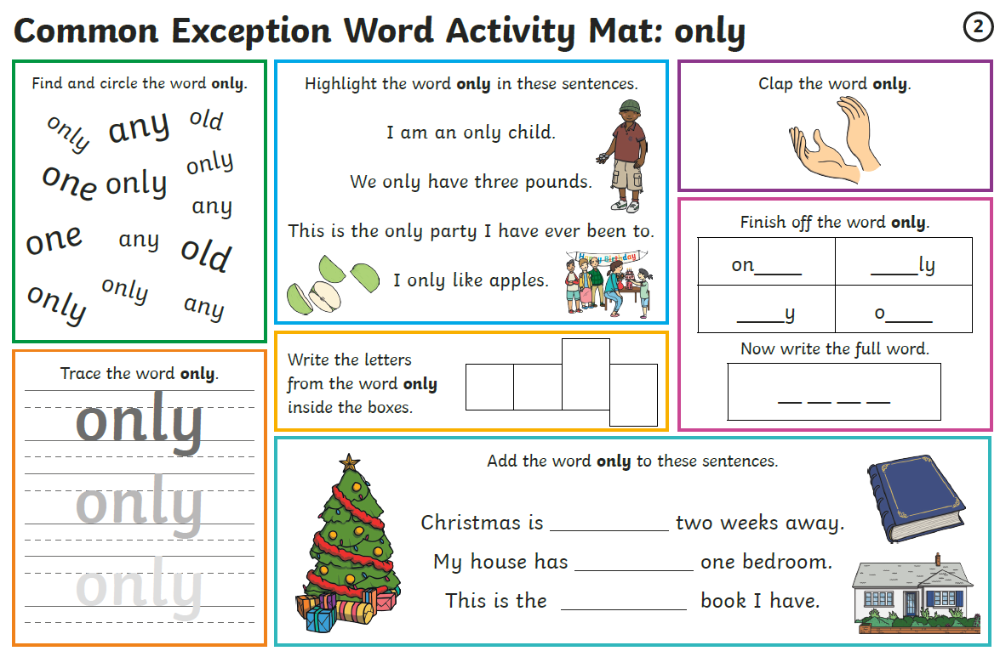 Common Exception Word Activity Mat: only
2
Find and circle the word only.
only
any
old
one
only
only
any
one
any
old
only
only
any
Highlight the word only in these sentences.
I am an only child.
We only have three pounds.
This is the only party I have ever been to.
Happy Birthday
I only like apples.
Clap the word only.
Finish off the word only.
on____
____ly
_____y
o____
Now write the full word.
__ __ __ __
Trace the word only.
only
only
only
Write the letters
from the word only
inside the boxes.
Add the word only to these sentences.
Christmas is __________ two weeks away.
My house has __________ one bedroom.
This is the __________ book I have.